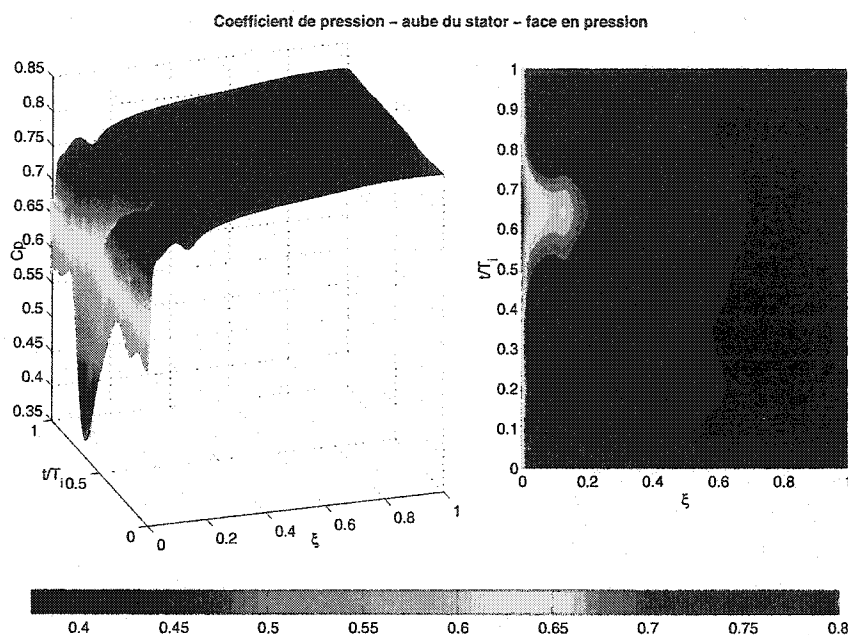 Coefficient de pression – aube du stator – face en pression
0.85
0.8
0.75
0.7
0.65
0.6
0.55
0.5
0.45
0.4
0.35
Cp
1
t/Ti 0.5
0
0 0.2 0.4 0.6 0.8 1
ξ
1
0.9
0.8
0.7
0.6
0.5
0.4
0.3
0.2
0.1
0
t/Ti
0 0.2 0.4 0.6 0.8 1
ξ
0.4 0.45 0.5 0.55 0.6 0.65 0.7 0.75 0.8